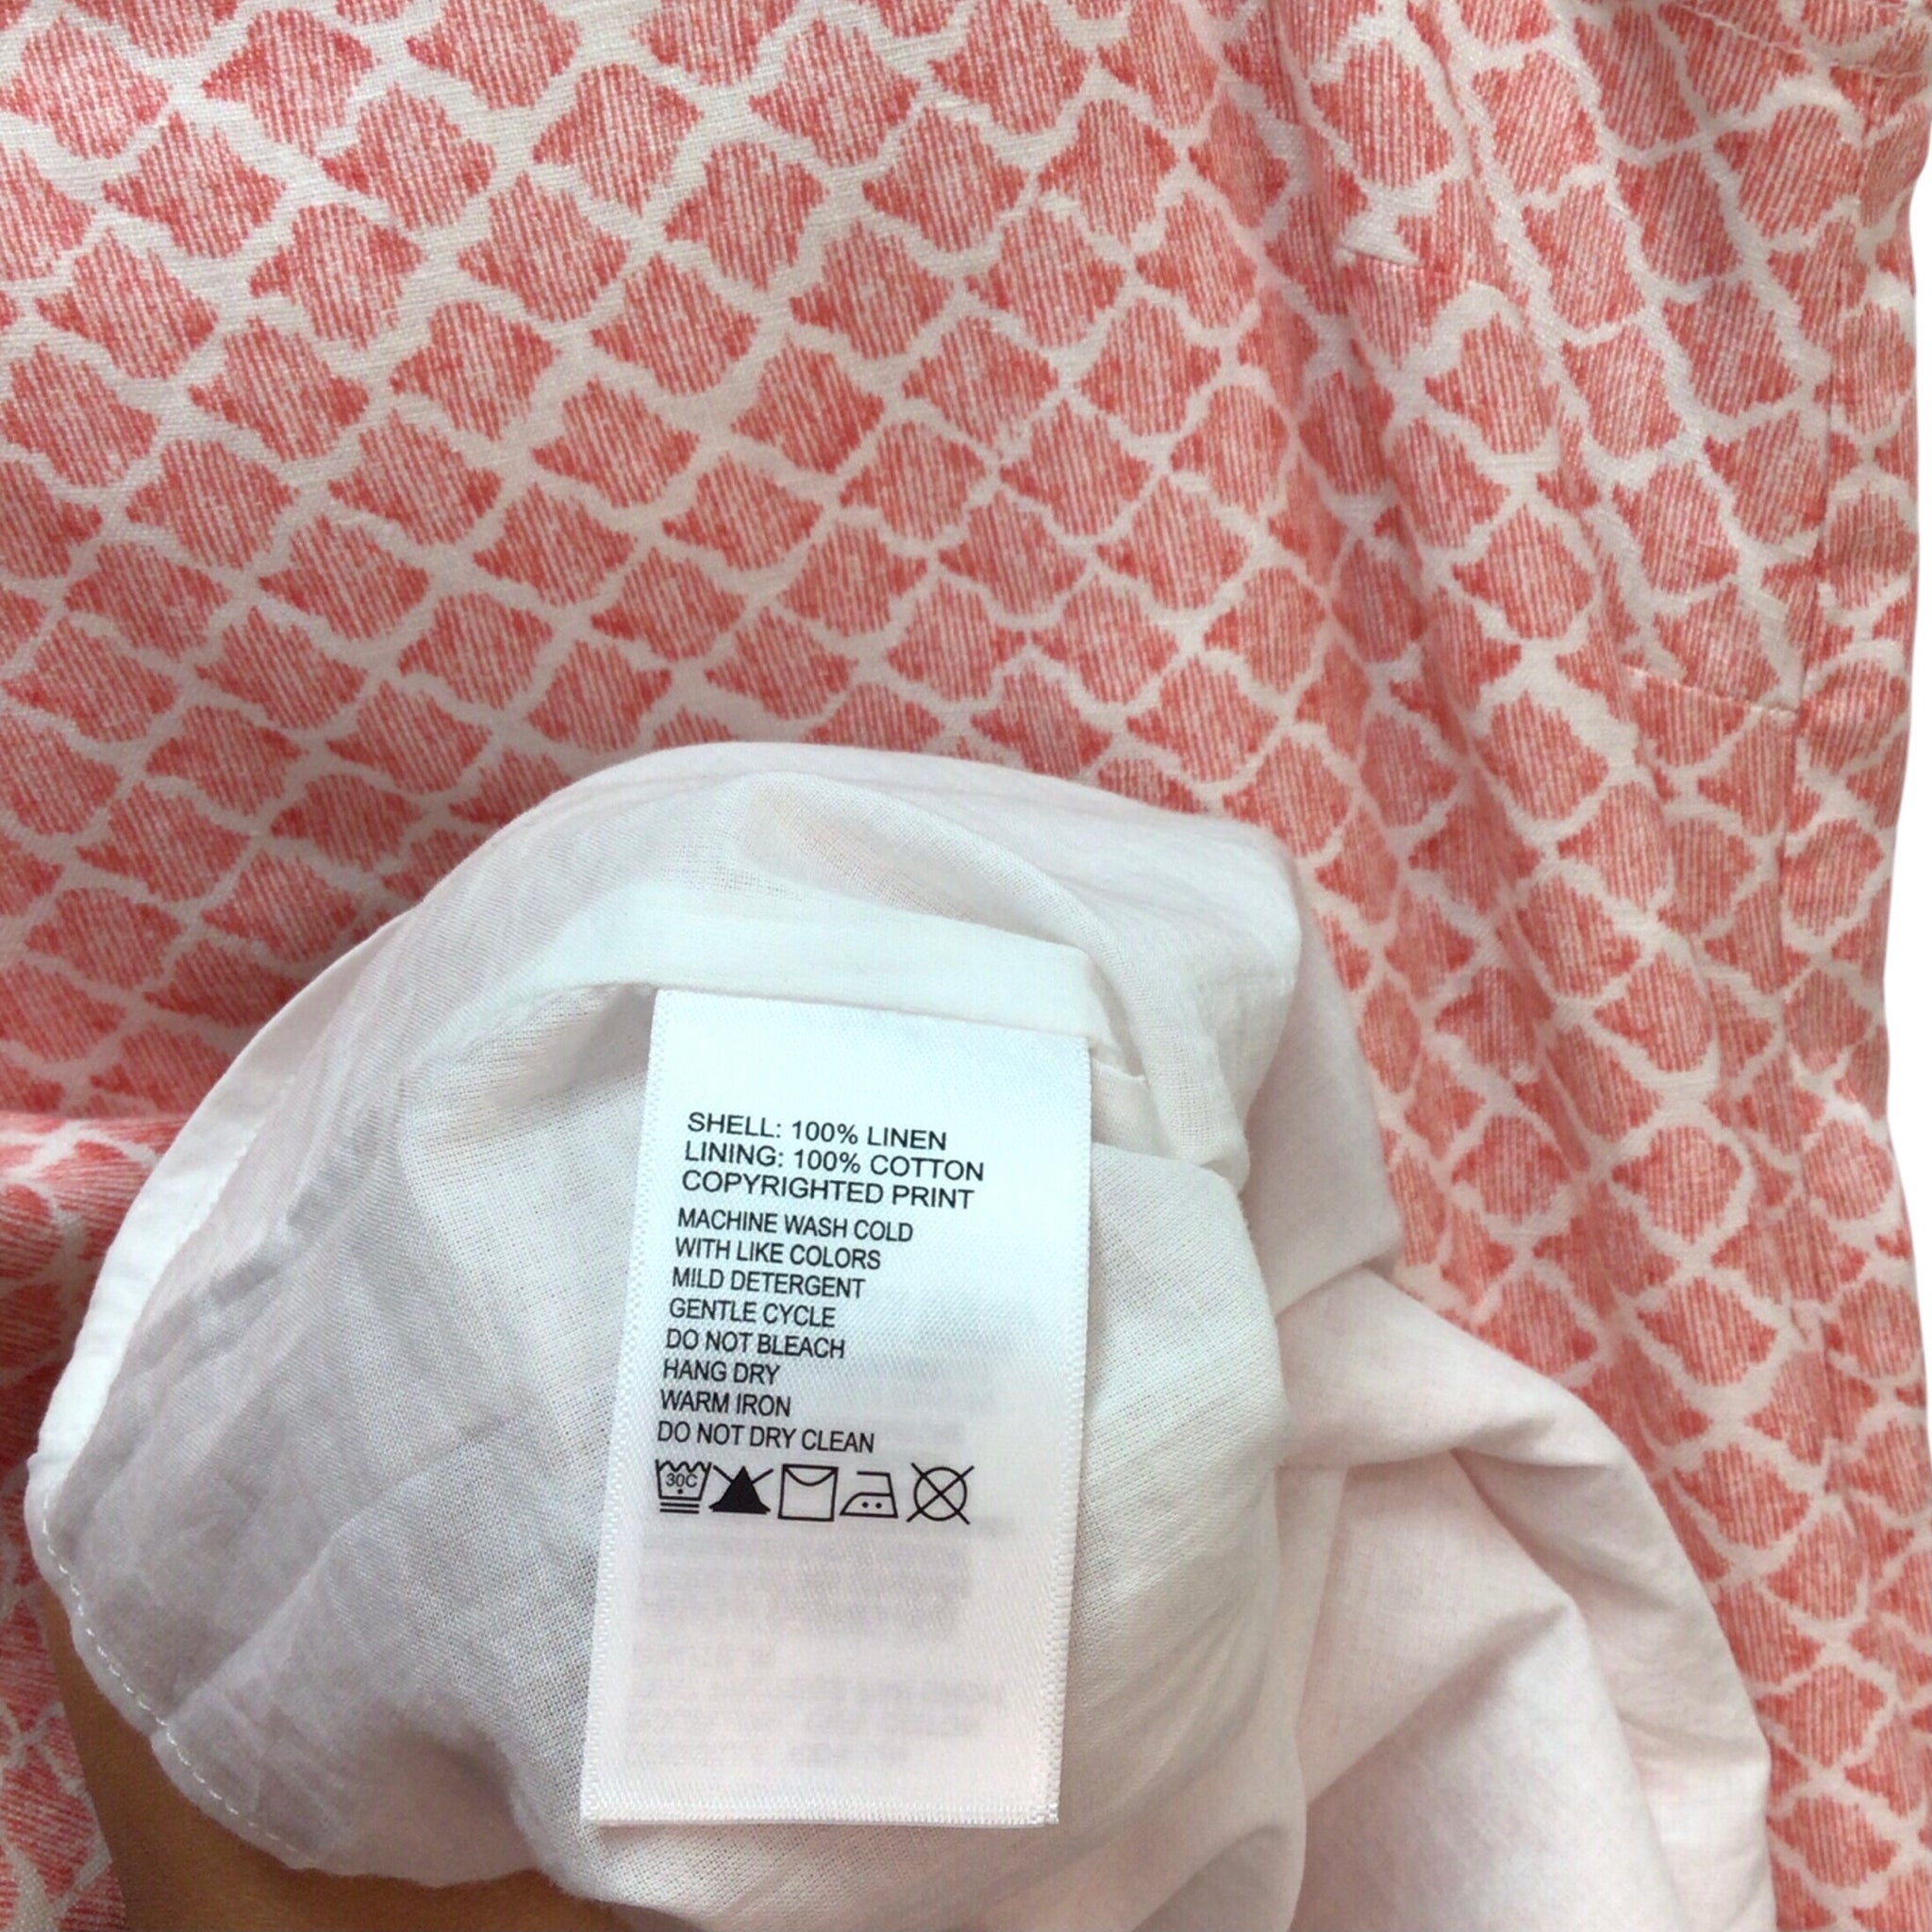 SHELL: 100% LINEN
LINING: 100% COTTON
COPYRIGHTED PRINT
MACHINE WASH COLD
WITH LIKE COLORS
MILD DETERGENT
GENTLE CYCLE
DO NOT BLEACH
HANG DRY
WARM IRON
DO NOT DRY CLEAN
30C